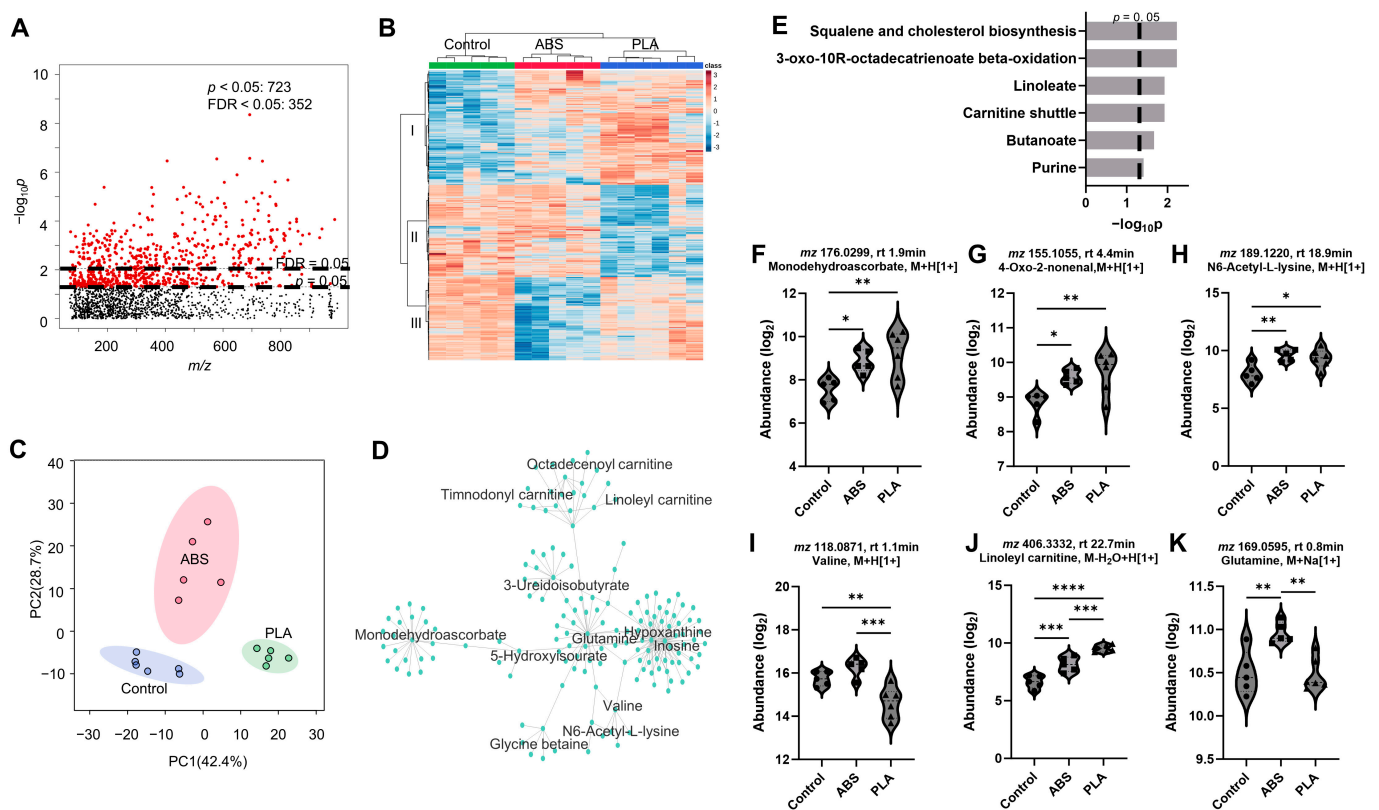 A
10
8
6
4
2
0
−log10p
p < 0.05: 723
FDR < 0.05: 352
FDR = 0.05
p = 0.05
200
400
600
800
m/z
B
Control
ABS
PLA
class
3
2
1
0
-1
-2
-3
I
II
III
C
40
30
20
10
0
−10
PC2(28.7%)
ABS
PLA
Control
−30
−20
−10
0
10
20
30
PC1(42.4%)
D
Octadecenoyl carnitine
Timnodonyl carnitine
Linoleyl carnitine
3-Ureidoisobutyrate
Monodehydroascorbate
Glutamine
Hypoxanthine
Inosine
5-Hydroxylsourate
Valine
N6-Acetyl-L-lysine
Glycine betaine
E
p = 0.05
Squalene and cholesterol biosynthesis
3-oxo-10R-octadecatrienoate beta-oxidation
Linoleate
Carnitine shuttle
Butanoate
Purine
0
1
2
−log10p
F
mz 176.0299, rt 1.9min
Monodehydroascorbate, M+H[1+]
12
10
8
6
4
Abundance (log2)
**
*
Control
ABS
PLA
G
mz 155.1055, rt 4.4min
4-Oxo-2-nonenal,M+H[1+]
12
11
10
9
8
7
Abundance (log2)
**
*
Control
ABS
PLA
H
mz 189.1220, rt 18.9min
N6-Acetyl-L-lysine, M+H[1+]
15
10
5
0
Abundance (log2)
*
**
Control
ABS
PLA
I
mz 118.0871, rt 1.1min
Valine, M+H[1+]
20
18
16
14
12
Abundance (log2)
**
***
Control
ABS
PLA
J
mz 406.3332, rt 22.7min
Linoleyl carnitine, M-H2O+H[1+]
15
10
5
0
Abundance (log2)
****
***
***
Control
ABS
PLA
K
mz 169.0595, rt 0.8min
Glutamine, M+Na[1+]
11.5
11.0
10.5
10.0
9.5
Abundance (log2)
**
**
Control
ABS
PLA